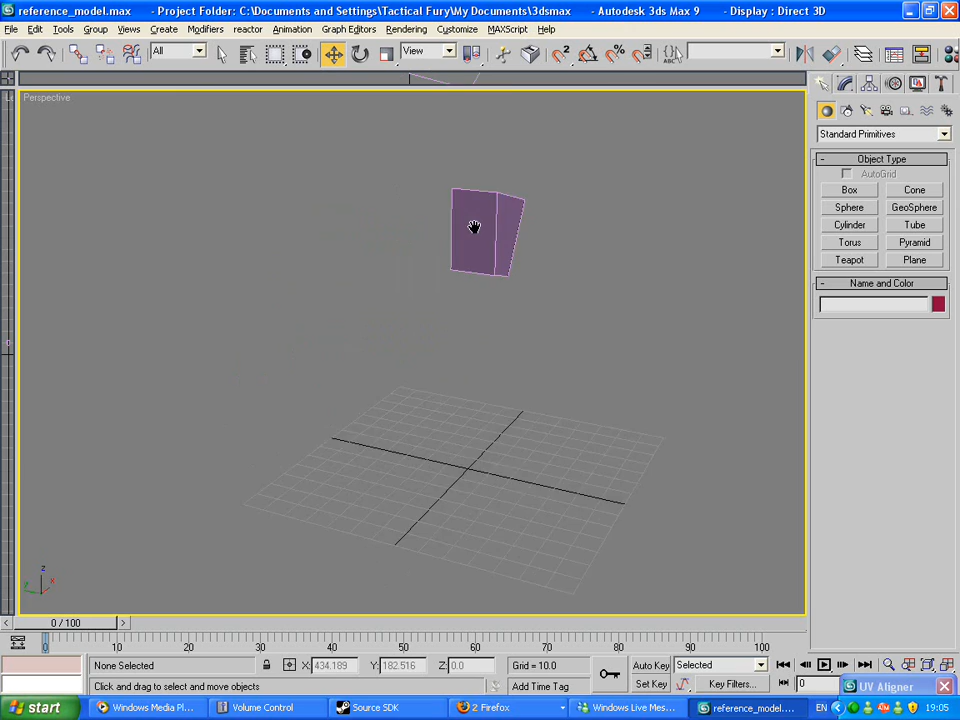 reference_model.max - Project Folder: C:\Documents and Settings\Tactical Fury\My Documents\3dsmax - Autodesk 3ds Max 9 - Display : Direct 3D
File Edit Tools Group Views Create Modifiers reactor Animation Graph Editors Rendering Customize MAXScript Help
All View
Perspective
Standard Primitives
- Object Type
AutoGrid
Box Cone
Sphere GeoSphere
Cylinder Tube
Torus Pyramid
Teapot Plane
- Name and Color
z
x
y
< 0 / 100 >
0 10 20 30 40 50 60 70 80 90 100
None Selected X: 434.189 Y: 182.516 Z: 0.0 Grid = 10.0 Auto Key Selected
Click and drag to select and move objects Add Time Tag Set Key Key Filters... 0 UV Aligner
start Windows Media Pl... Volume Control Source SDK 2 Firefox Windows Live Mess... reference_model.... EN 19:05